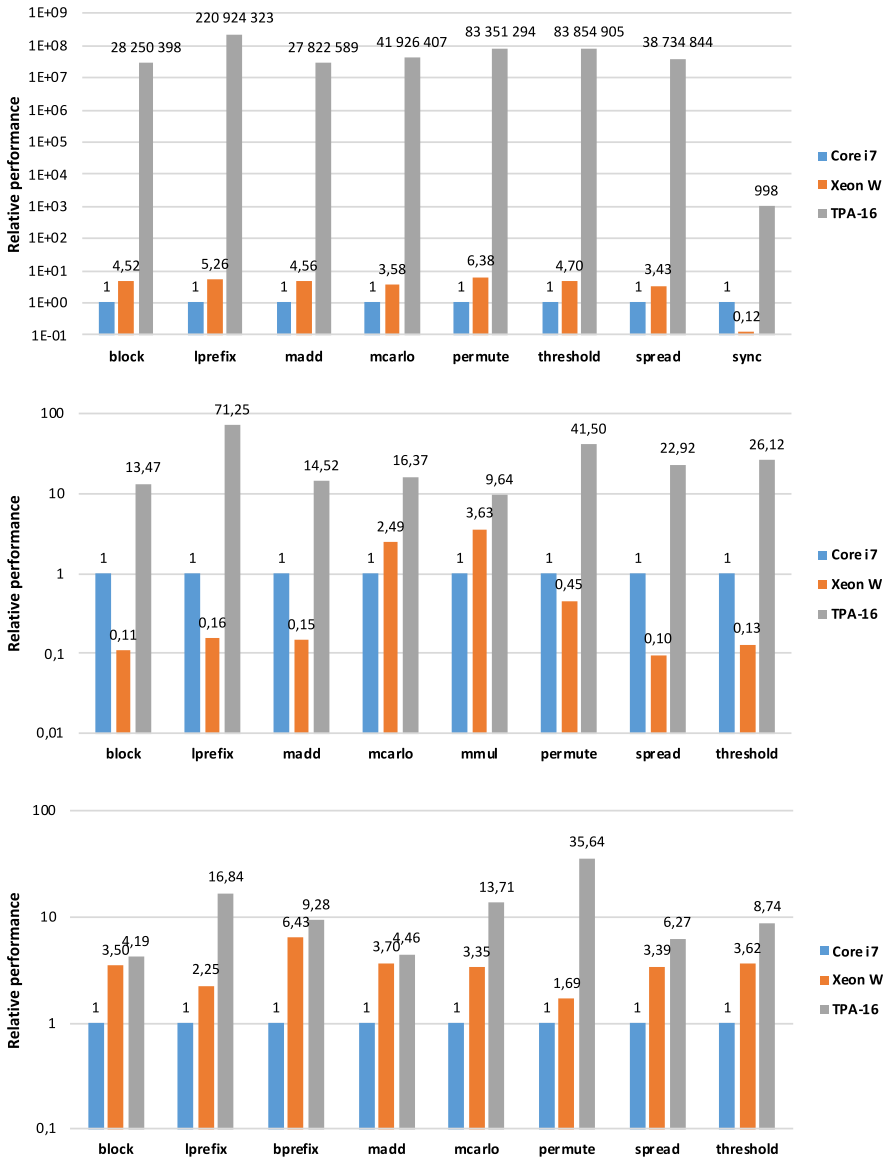 1E+09
1E+08
1E+07
1E+06
1E+05
1E+04
1E+03
1E+02
1E+01
1E+00
1E-01
Relative performance
28 250 398
220 924 323
27 822 589
41 926 407
83 351 294
83 854 905
38 734 844
998
1 4,52
1 5,26
1 4,56
1 3,58
1 6,38
1 4,70
1 3,43
1 0,12
block lprefix madd mcarlo permute threshold spread sync
Core i7
Xeon W
TPA-16
100
10
1
0,1
0,01
Relative performance
1 0,11 13,47
1 0,16 71,25
1 0,15 14,52
1 2,49 16,37
1 3,63 9,64
1 0,45 41,50
1 0,10 22,92
1 0,13 26,12
block lprefix madd mcarlo mmul permute spread threshold
Core i7
Xeon W
TPA-16
100
10
1
0,1
Relative performance
1 3,50 4,19
1 2,25 16,84
1 6,43 9,28
1 3,70 4,46
1 3,35 13,71
1 1,69 35,64
1 3,39 6,27
1 3,62 8,74
block lprefix bprefix madd mcarlo permute spread threshold
Core i7
Xeon W
TPA-16